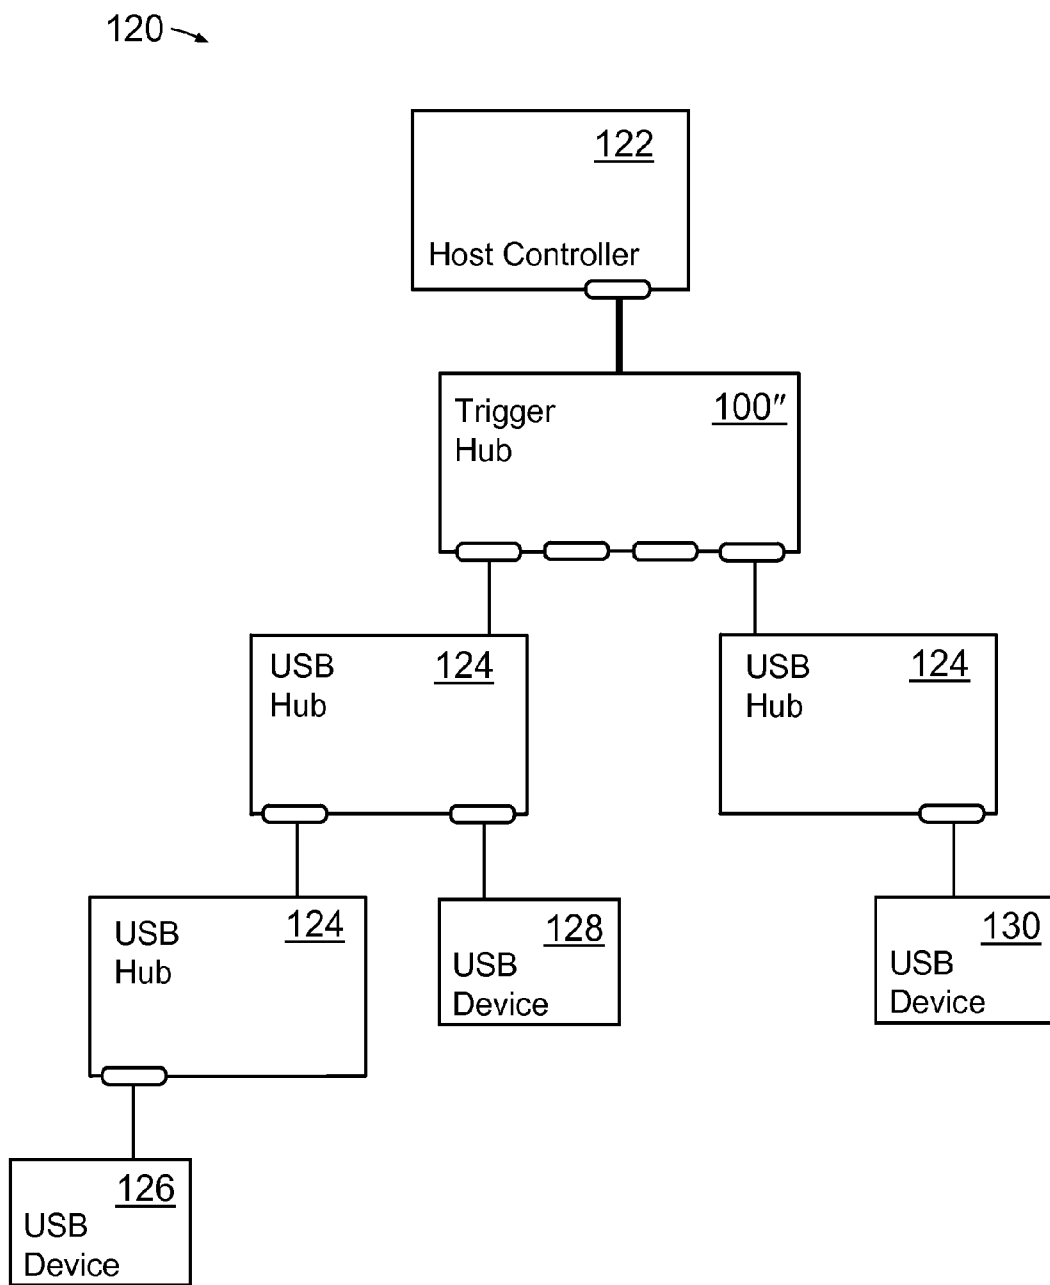 120
122
Host Controller
Trigger
Hub
100″
USB
Hub
124
USB
Hub
124
USB
Hub
124
128
USB
Device
130
USB
Device
126
USB
Device